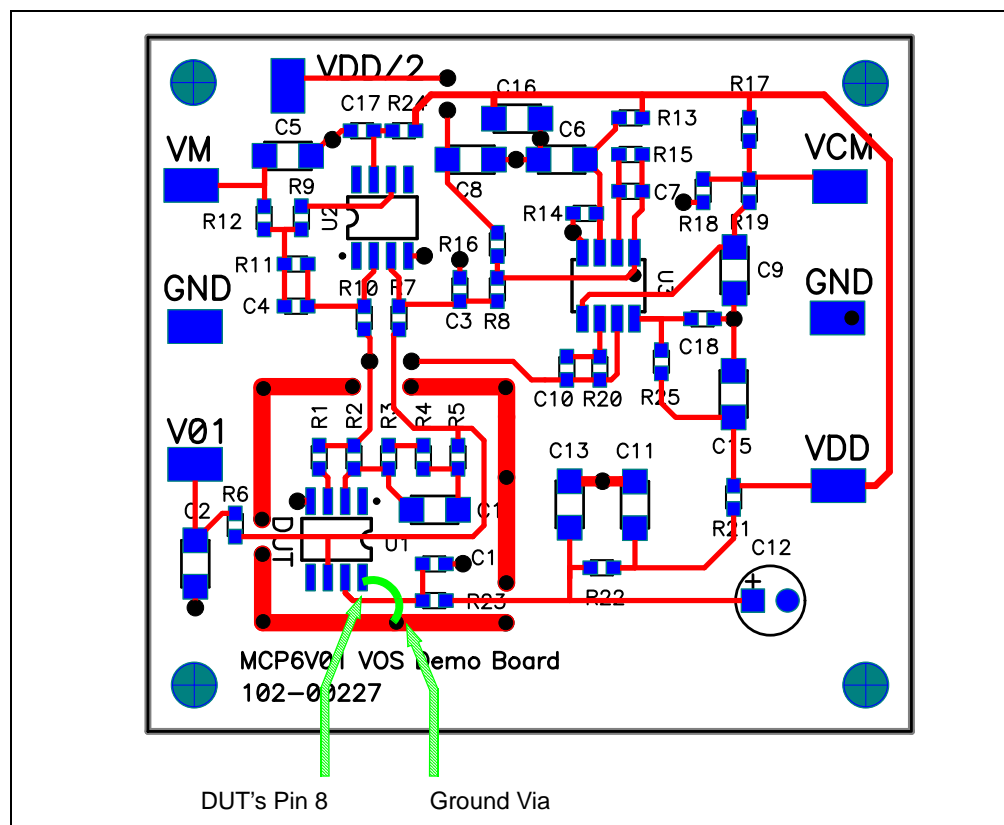 VDD/2
C16
R17
C17 R24
C5
C6
R13
VM
VCM
R15
R9
C8
C7
R12
U2
R14
R18
R19
R16
R11
U3
C9
GND
R10
R7
GND
C4
C3
R8
C18
C10
R20
R25
R1
R2
R3
R4
R5
V01
C13
C11
C15
VDD
R6
C2
C1
R21
DUT
U1
C12
C1
+
R23
R22
MCP6V01 VOS Demo Board
102-00227
DUT's Pin 8
Ground Via